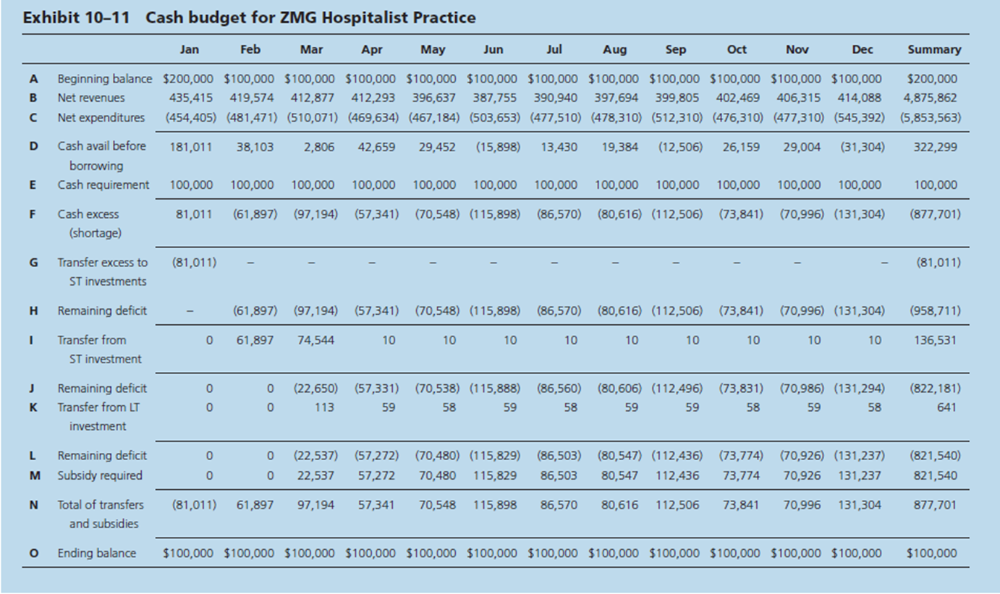 Exhibit 10–11 Cash budget for ZMG Hospitalist Practice
Jan Feb Mar Apr May Jun Jul Aug Sep Oct Nov Dec Summary
A Beginning balance $200,000 $100,000 $100,000 $100,000 $100,000 $100,000 $100,000 $100,000 $100,000 $100,000 $100,000 $100,000 $200,000
B Net revenues 435,415 419,574 412,877 412,293 396,637 387,755 390,940 397,694 399,805 402,469 406,315 414,088 4,875,862
C Net expenditures (454,405) (481,471) (510,071) (469,634) (467,184) (503,653) (477,510) (478,310) (512,310) (476,310) (477,310) (545,392) (5,853,563)
D Cash avail before 181,011 38,103 2,806 42,659 29,452 (15,898) 13,430 19,384 (12,506) 26,159 29,004 (31,304) 322,299
borrowing
E Cash requirement 100,000 100,000 100,000 100,000 100,000 100,000 100,000 100,000 100,000 100,000 100,000 100,000 100,000
F Cash excess 81,011 (61,897) (97,194) (57,341) (70,548) (115,898) (86,570) (80,616) (112,506) (73,841) (70,996) (131,304) (877,701)
(shortage)
G Transfer excess to (81,011) – – – – – – – – – – – (81,011)
ST investments
H Remaining deficit – (61,897) (97,194) (57,341) (70,548) (115,898) (86,570) (80,616) (112,506) (73,841) (70,996) (131,304) (958,711)
I Transfer from 0 61,897 74,544 10 10 10 10 10 10 10 10 10 136,531
ST investment
J Remaining deficit 0 0 (22,650) (57,331) (70,538) (115,888) (86,560) (80,606) (112,496) (73,831) (70,986) (131,294) (822,181)
K Transfer from LT 0 0 113 59 58 59 58 59 59 58 59 58 641
investment
L Remaining deficit 0 0 (22,537) (57,272) (70,480) (115,829) (86,503) (80,547) (112,436) (73,774) (70,926) (131,237) (821,540)
M Subsidy required 0 0 22,537 57,272 70,480 115,829 86,503 80,547 112,436 73,774 70,926 131,237 821,540
N Total of transfers (81,011) 61,897 97,194 57,341 70,548 115,898 86,570 80,616 112,506 73,841 70,996 131,304 877,701
and subsidies
O Ending balance $100,000 $100,000 $100,000 $100,000 $100,000 $100,000 $100,000 $100,000 $100,000 $100,000 $100,000 $100,000 $100,000